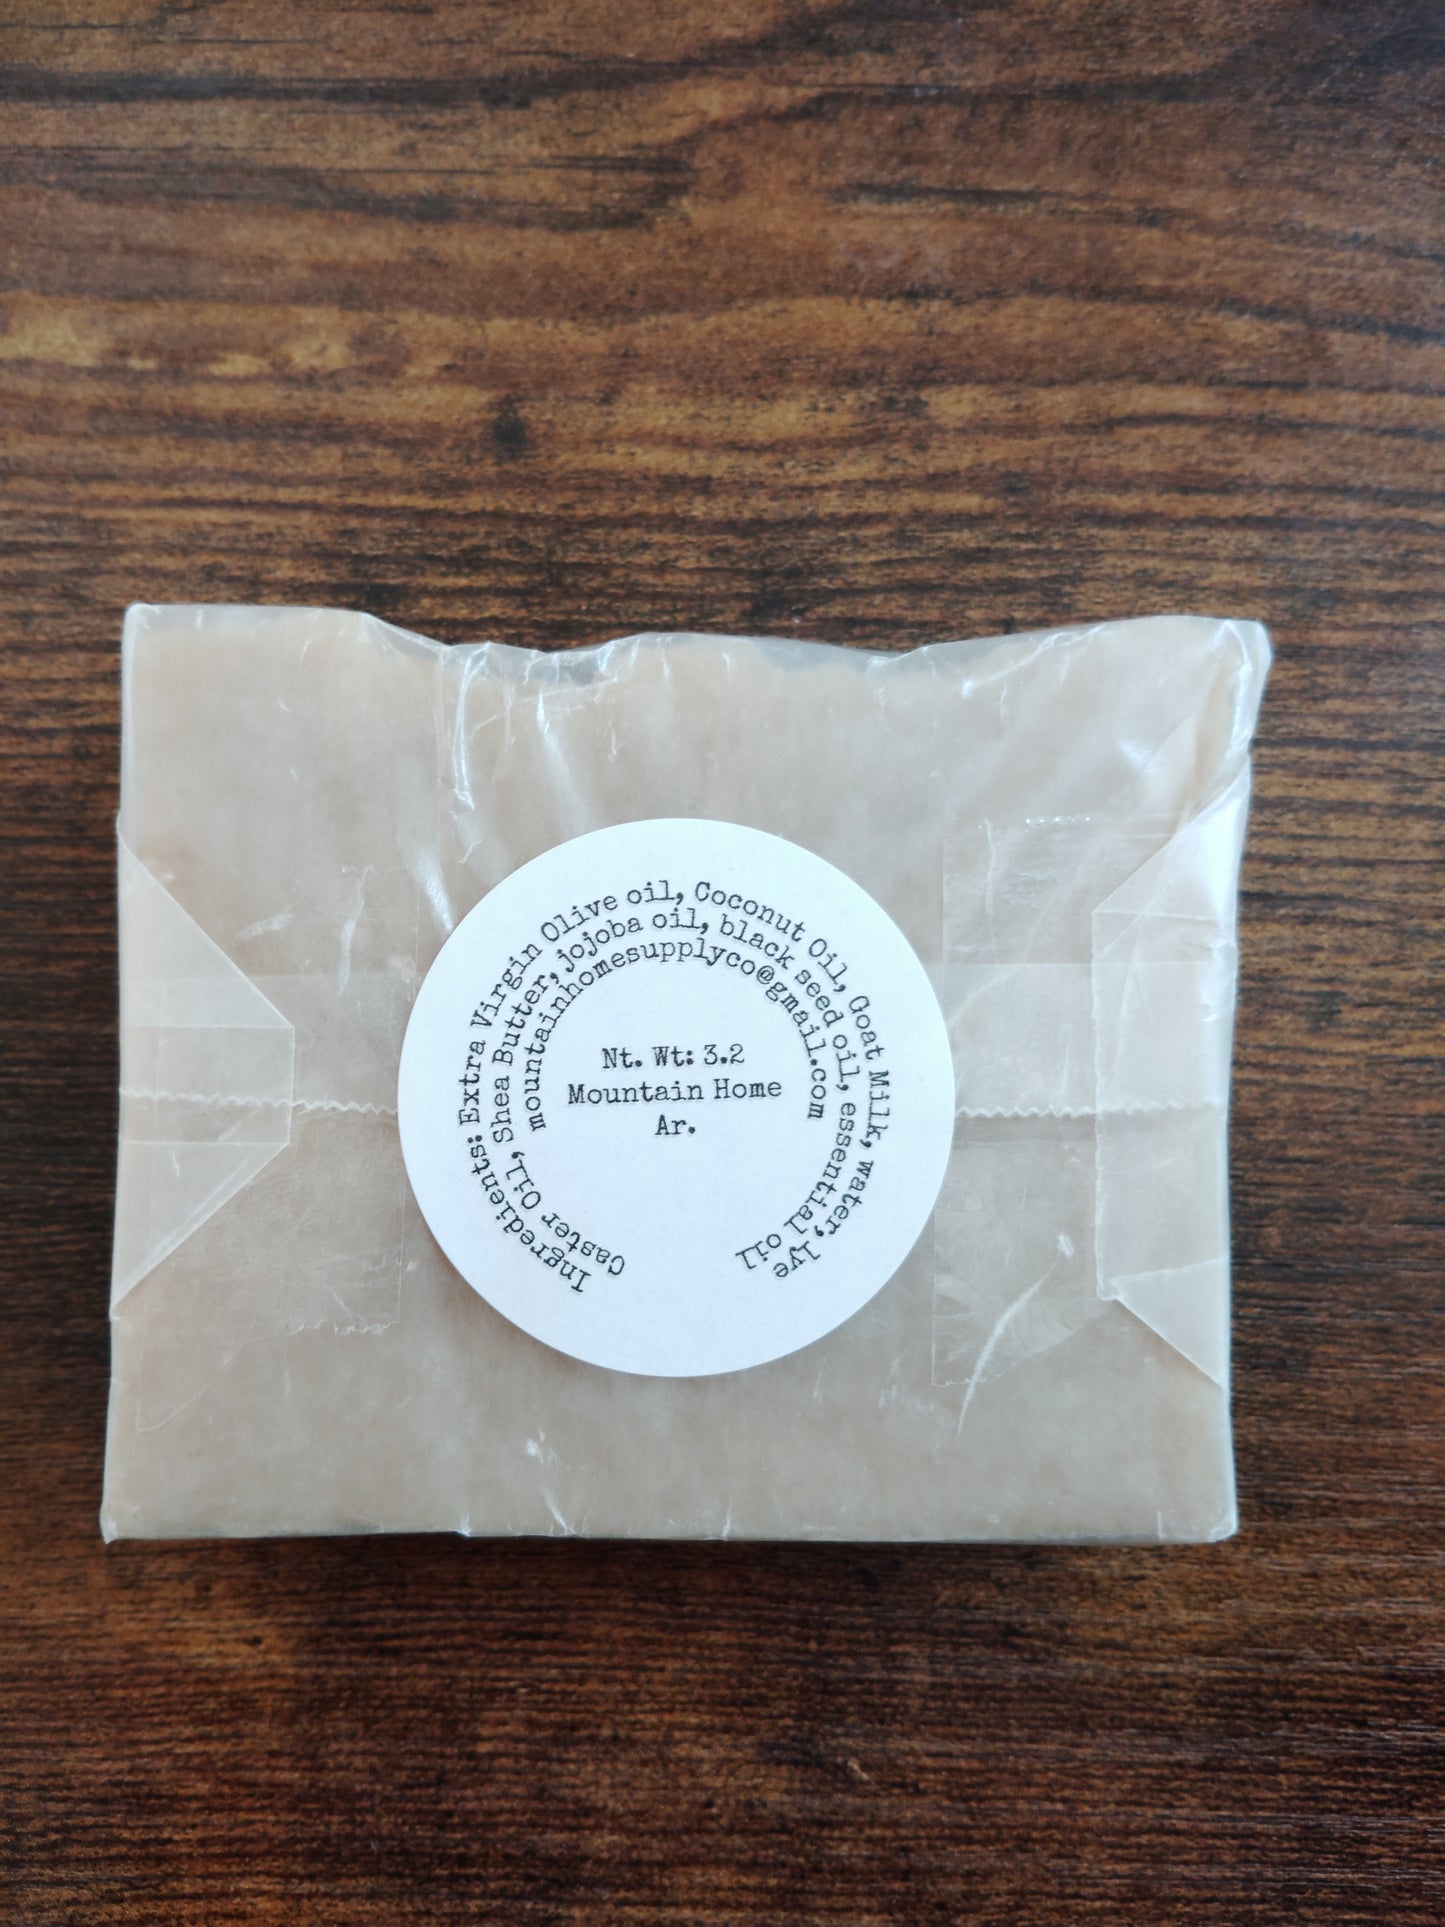 Ingredients: Extra Virgin Olive oil, Coconut Oil, Goat Milk, water, lye
Caster Oil, Shea Butter, jojoba oil, black seed oil, essential oil
mountainhomesupplyco@gmail.com
Nt. Wt: 3.2
Mountain Home
Ar.